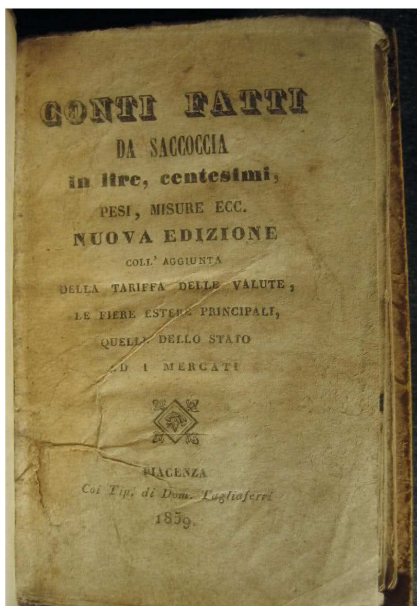 CONTI FATTI
DA SACCOCCIA
in lire, centesimi,
PESI, MISURE ECC.
NUOVA EDIZIONE
COLL' AGGIUNTA
DELLA TARIFFA DELLE VALUTE,
LE FIERE ESTERE PRINCIPALI,
QUELLE DELLO STATO
ED I MERCATI
PIACENZA
Coi Tip. di Dom. Tagliaferri
1839.